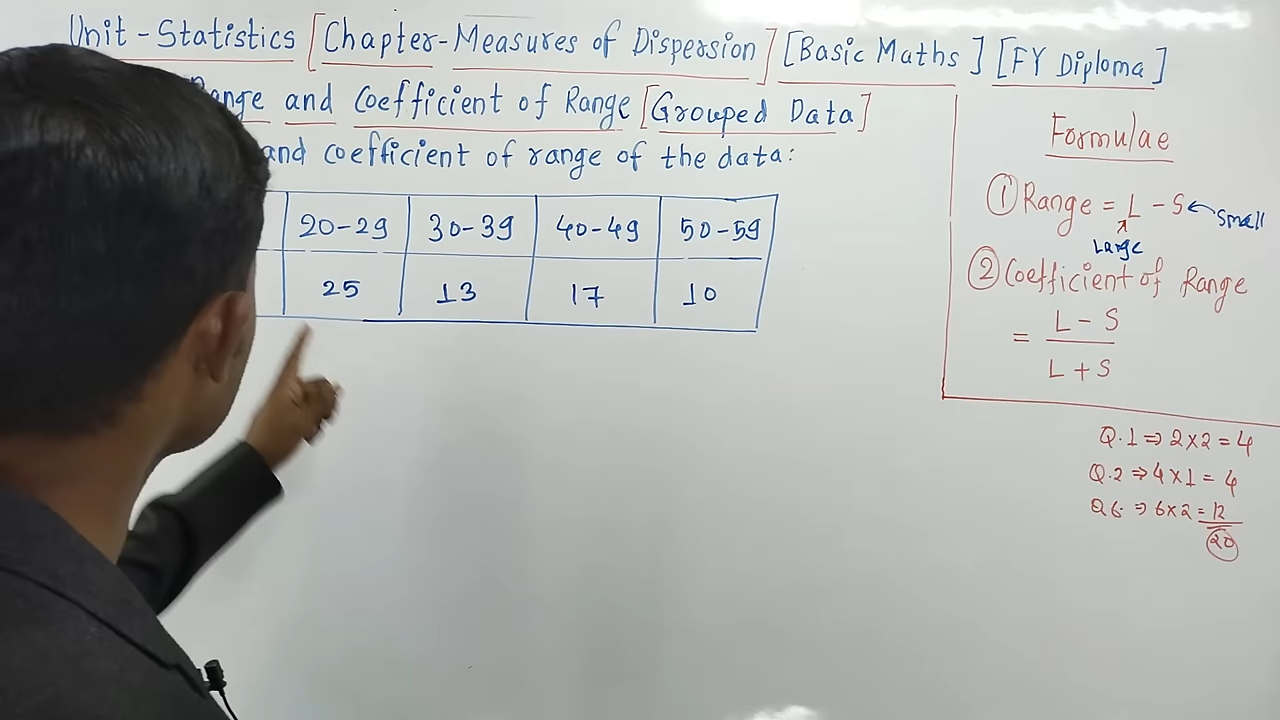 Unit-Statistics [Chapter-Measures of Dispersion] [Basic Maths] [FY Diploma]
Range and Coefficient of Range [Grouped Data]
and coefficient of range of the data:
20-29 30-39 40-49 50-59
25 13 17 10
Formulae
① Range = L - S ← Small
Large
② Coefficient of Range
= L - S
L + S
Q.1 ⇒ 2×2 = 4
Q.2 ⇒ 4×1 = 4
Q6 ⇒ 6×2 = 12
20